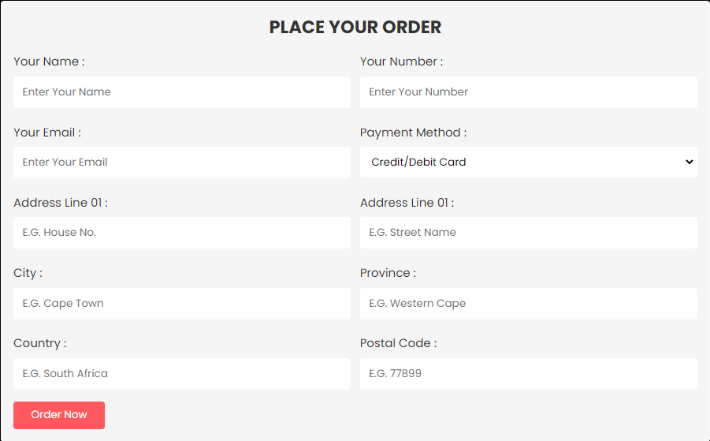 PLACE YOUR ORDER
Your Name :
Your Number :
Enter Your Name
Enter Your Number
Your Email :
Payment Method :
Enter Your Email
Credit/Debit Card
Address Line 01 :
Address Line 01 :
E.G. House No.
E.G. Street Name
City :
Province :
E.G. Cape Town
E.G. Western Cape
Country :
Postal Code :
E.G. South Africa
E.G. 77899
Order Now